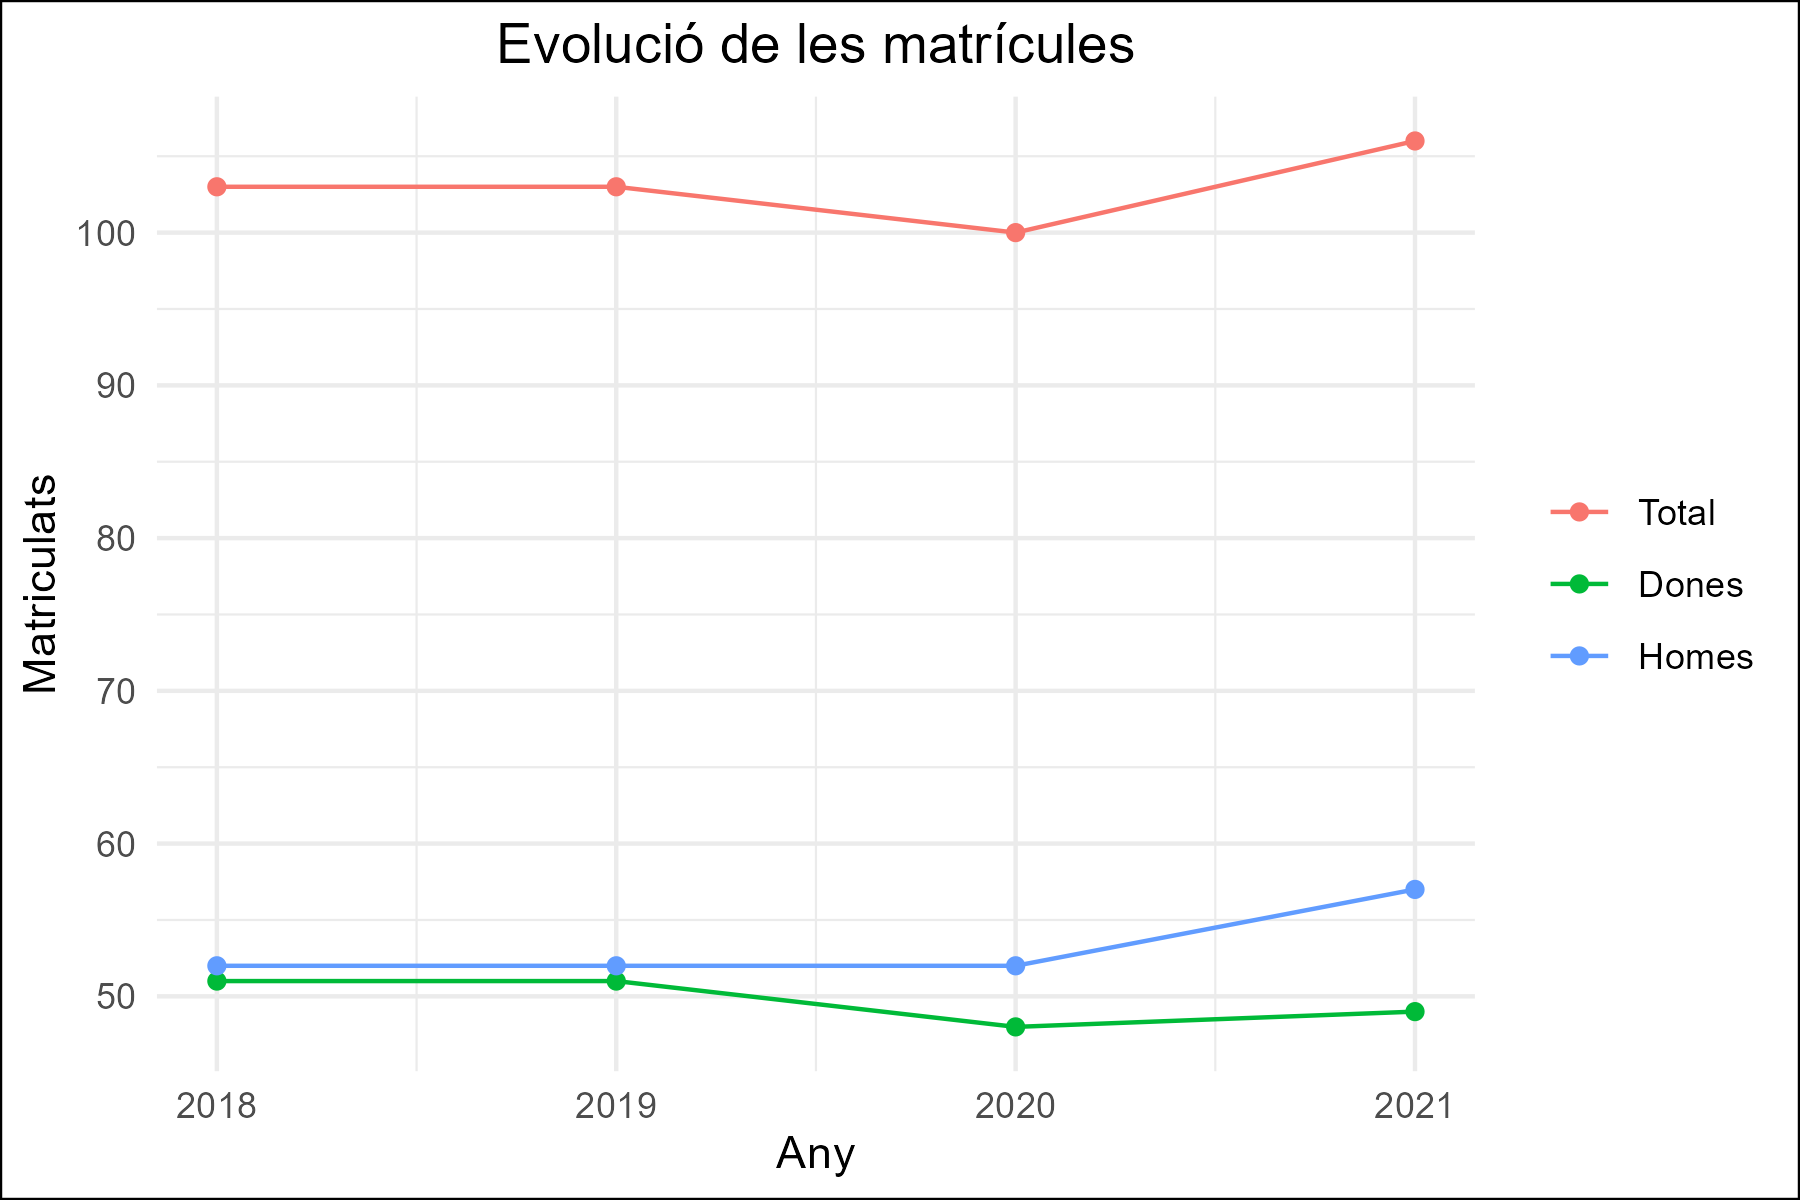 Evolució de les matrícules
Matriculats
100
90
80
70
60
50
2018
2019
2020
2021
Any
Total
Dones
Homes